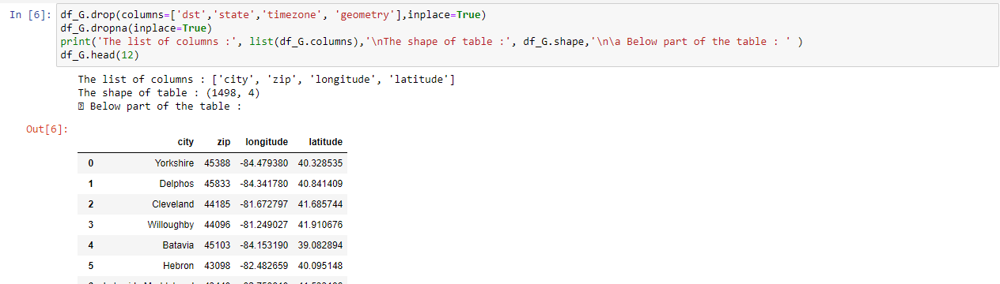 In [6]: df_G.drop(columns=['dst','state','timezone', 'geometry'],inplace=True)
df_G.dropna(inplace=True)
print('The list of columns :', list(df_G.columns),'\nThe shape of table :', df_G.shape,'\n\a Below part of the table : ' )
df_G.head(12)
The list of columns : ['city', 'zip', 'longitude', 'latitude']
The shape of table : (1498, 4)
Below part of the table :
Out[6]:
city zip longitude latitude
0 Yorkshire 45388 -84.479380 40.328535
1 Delphos 45833 -84.341780 40.841409
2 Cleveland 44185 -81.672797 41.685744
3 Willoughby 44096 -81.249027 41.910676
4 Batavia 45103 -84.153190 39.082894
5 Hebron 43098 -82.482659 40.095148